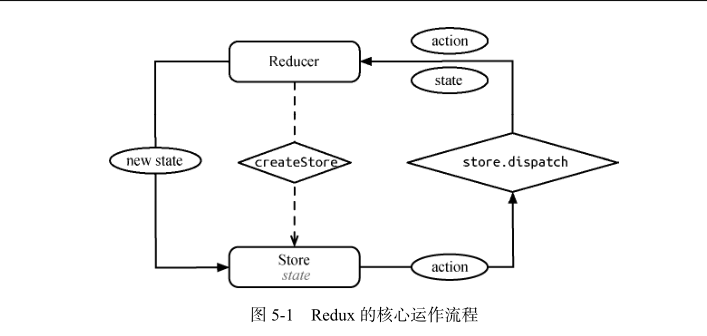 action
Reducer
state
new state
createStore
store.dispatch
Store
state
action
图 5-1 Redux 的核心运作流程